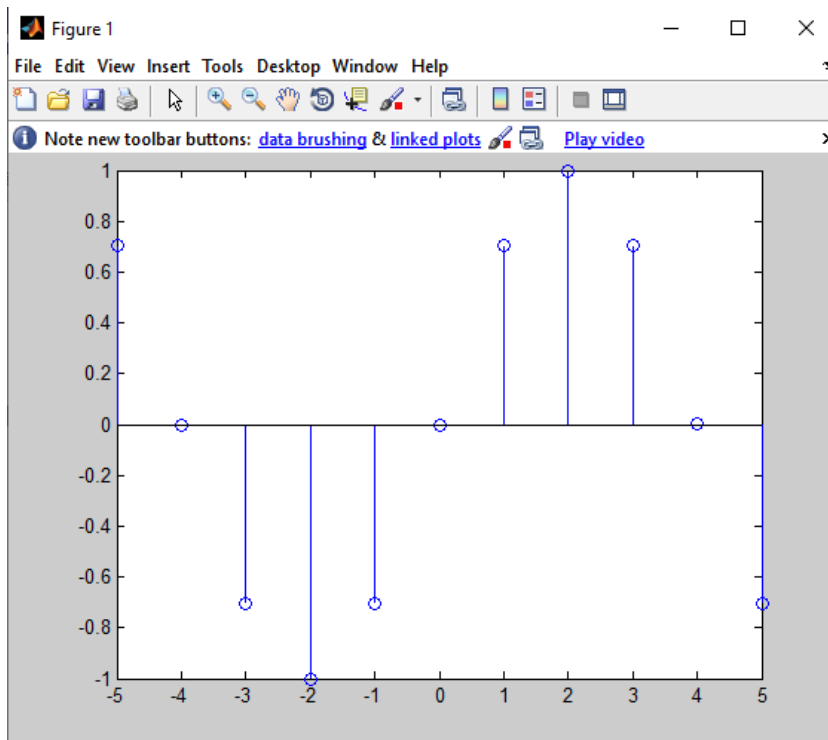 Figure 1
File Edit View Insert Tools Desktop Window Help
Note new toolbar buttons: data brushing & linked plots Play video
1
0.8
0.6
0.4
0.2
0
-0.2
-0.4
-0.6
-0.8
-1
-5 -4 -3 -2 -1 0 1 2 3 4 5